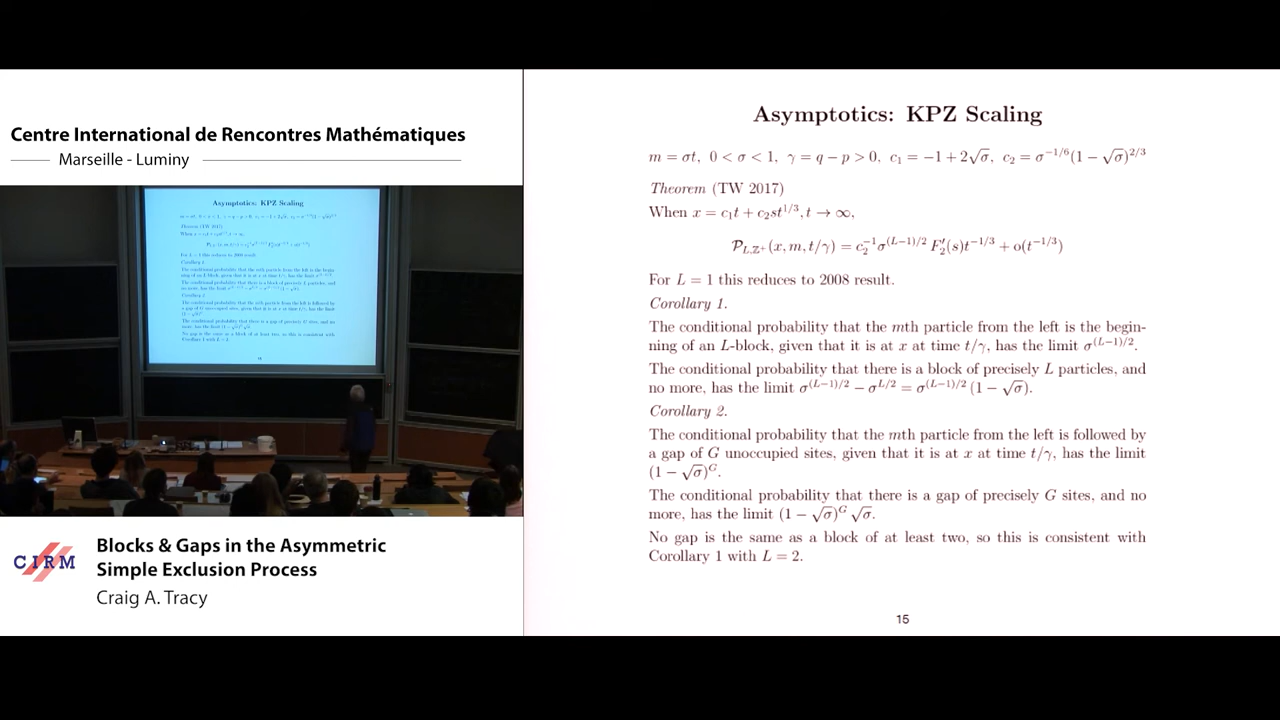 Centre International de Rencontres Mathématiques
Marseille - Luminy
Asymptotics: KPZ Scaling
CIRM
Blocks & Gaps in the Asymmetric
Simple Exclusion Process
Craig A. Tracy
Asymptotics: KPZ Scaling
m = σt, 0 < σ < 1, γ = q − p > 0, c₁ = −1 + 2√σ, c₂ = σ^{−1/6}(1 − √σ)^{2/3}
Theorem (TW 2017)
When x = c₁t + c₂st^{1/3}, t → ∞,
𝒫_{L,ℤ⁺}(x, m, t/γ) = c₂^{−1}σ^{(L−1)/2} F₂′(s)t^{−1/3} + o(t^{−1/3})
For L = 1 this reduces to 2008 result.
Corollary 1.
The conditional probability that the mth particle from the left is the begin-
ning of an L-block, given that it is at x at time t/γ, has the limit σ^{(L−1)/2}.
The conditional probability that there is a block of precisely L particles, and
no more, has the limit σ^{(L−1)/2} − σ^{L/2} = σ^{(L−1)/2} (1 − √σ).
Corollary 2.
The conditional probability that the mth particle from the left is followed by
a gap of G unoccupied sites, given that it is at x at time t/γ, has the limit
(1 − √σ)^G.
The conditional probability that there is a gap of precisely G sites, and no
more, has the limit (1 − √σ)^G √σ.
No gap is the same as a block of at least two, so this is consistent with
Corollary 1 with L = 2.
15